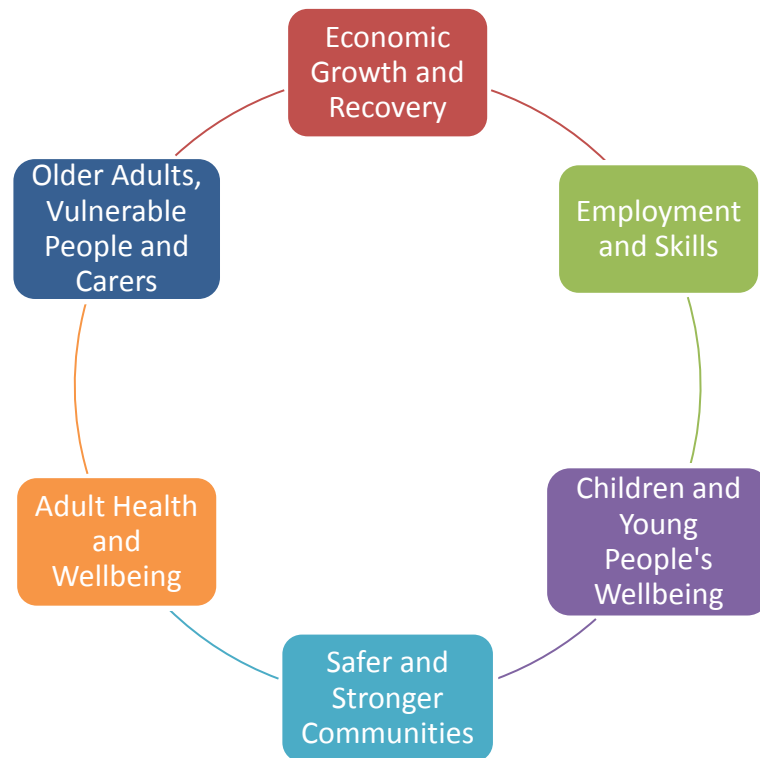 Economic
Growth and
Recovery
Employment
and Skills
Children and
Young
People's
Wellbeing
Safer and
Stronger
Communities
Adult Health
and
Wellbeing
Older Adults,
Vulnerable
People and
Carers